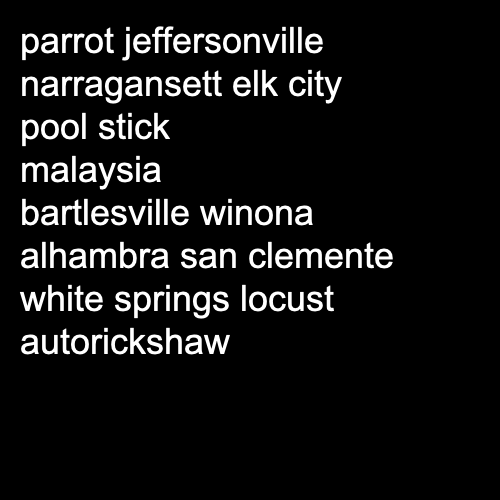 parrot jeffersonville
narragansett elk city
pool stick
malaysia
bartlesville winona
alhambra san clemente
white springs locust
autorickshaw